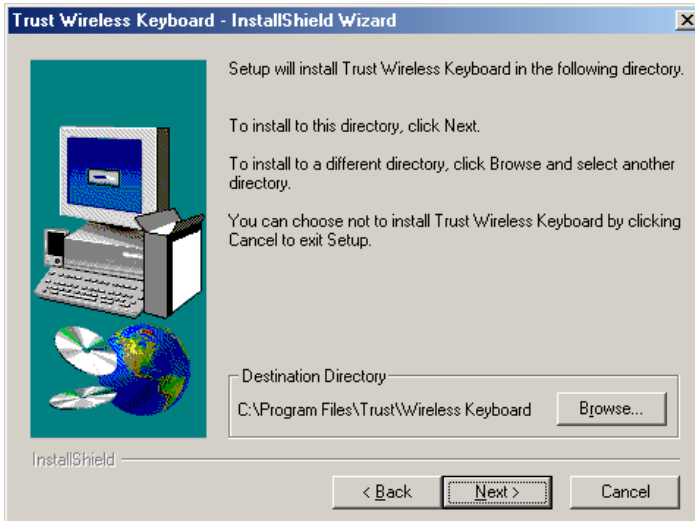 Trust Wireless Keyboard - InstallShield Wizard
Setup will install Trust Wireless Keyboard in the following directory.
To install to this directory, click Next.
To install to a different directory, click Browse and select another
directory.
You can choose not to install Trust Wireless Keyboard by clicking
Cancel to exit Setup.
Destination Directory
C:\Program Files\Trust\Wireless Keyboard
Browse...
InstallShield
< Back
Next >
Cancel